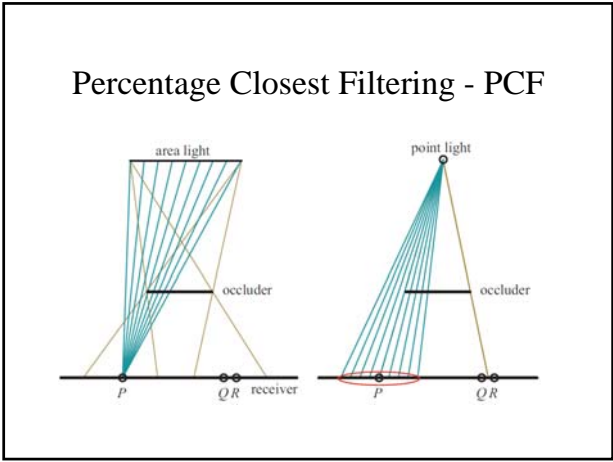 Percentage Closest Filtering - PCF
area light
point light
occluder
occluder
P
Q R
receiver
P
Q R